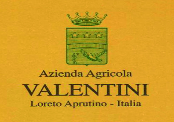 Azienda Agricola
VALENTINI
Loreto Aprutino - Italia